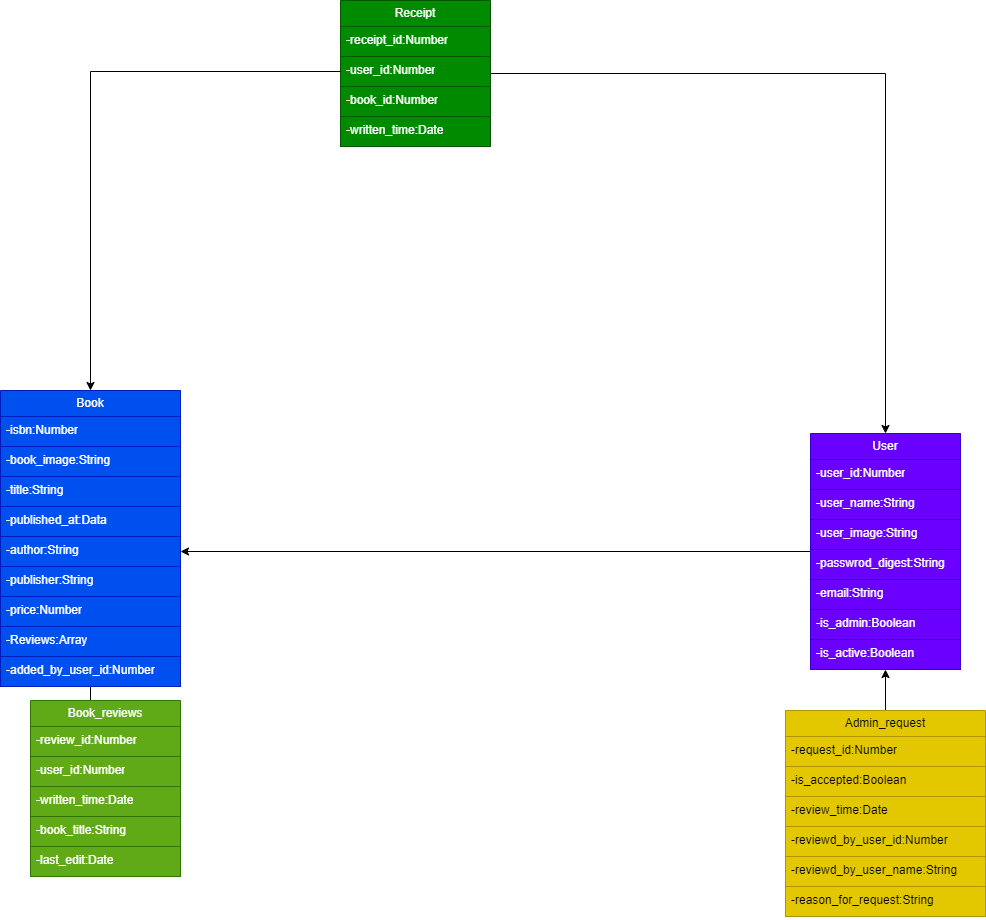 Receipt
-receipt_id:Number
-user_id:Number
-book_id:Number
-written_time:Date
Book
-isbn:Number
-book_image:String
-title:String
-published_at:Data
-author:String
-publisher:String
-price:Number
-Reviews:Array
-added_by_user_id:Number
Book_reviews
-review_id:Number
-user_id:Number
-written_time:Date
-book_title:String
-last_edit:Date
User
-user_id:Number
-user_name:String
-user_image:String
-passwrod_digest:String
-email:String
-is_admin:Boolean
-is_active:Boolean
Admin_request
-request_id:Number
-is_accepted:Boolean
-review_time:Date
-reviewd_by_user_id:Number
-reviewd_by_user_name:String
-reason_for_request:String